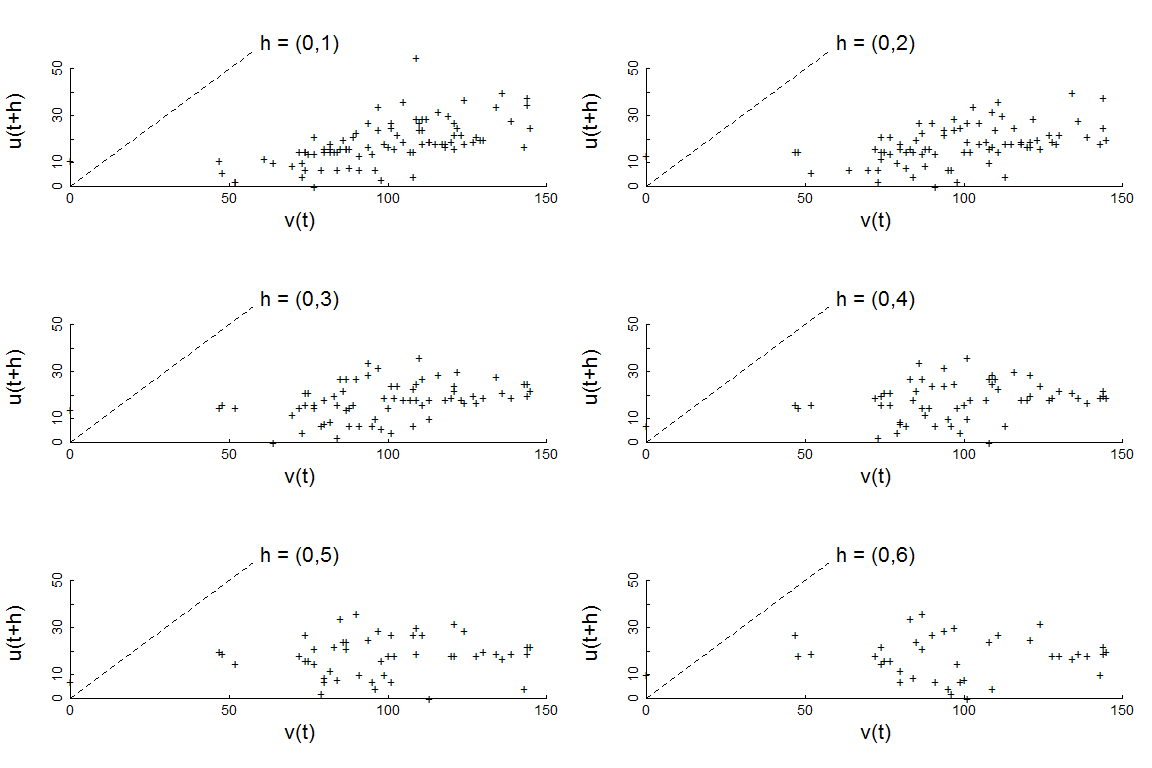 h = (0,1)
u(t+h)
0 10 30 50
0 50 100 150
v(t)
h = (0,2)
u(t+h)
0 10 30 50
0 50 100 150
v(t)
h = (0,3)
u(t+h)
0 10 30 50
0 50 100 150
v(t)
h = (0,4)
u(t+h)
0 10 30 50
0 50 100 150
v(t)
h = (0,5)
u(t+h)
0 10 30 50
0 50 100 150
v(t)
h = (0,6)
u(t+h)
0 10 30 50
0 50 100 150
v(t)